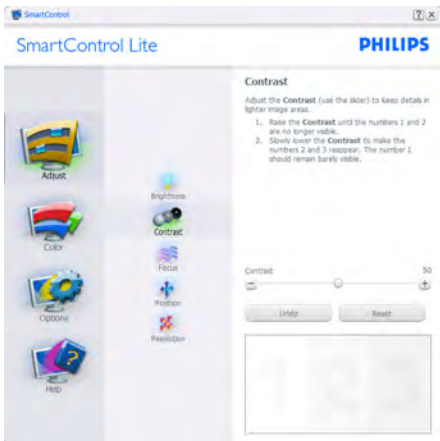 SmartControl
SmartControl Lite
PHILIPS
Adjust
Color
Options
Help
Brightness
Contrast
Focus
Position
Resolution
Contrast
Adjust the Contrast (use the slider) to keep details in
lighter image areas.
1. Raise the Contrast until the numbers 1 and 2
are no longer visible.
2. Slowly lower the Contrast to make the
numbers 2 and 3 reappear. The number 1
should remain barely visible.
Contrast 50
Undo Reset
1 2 3